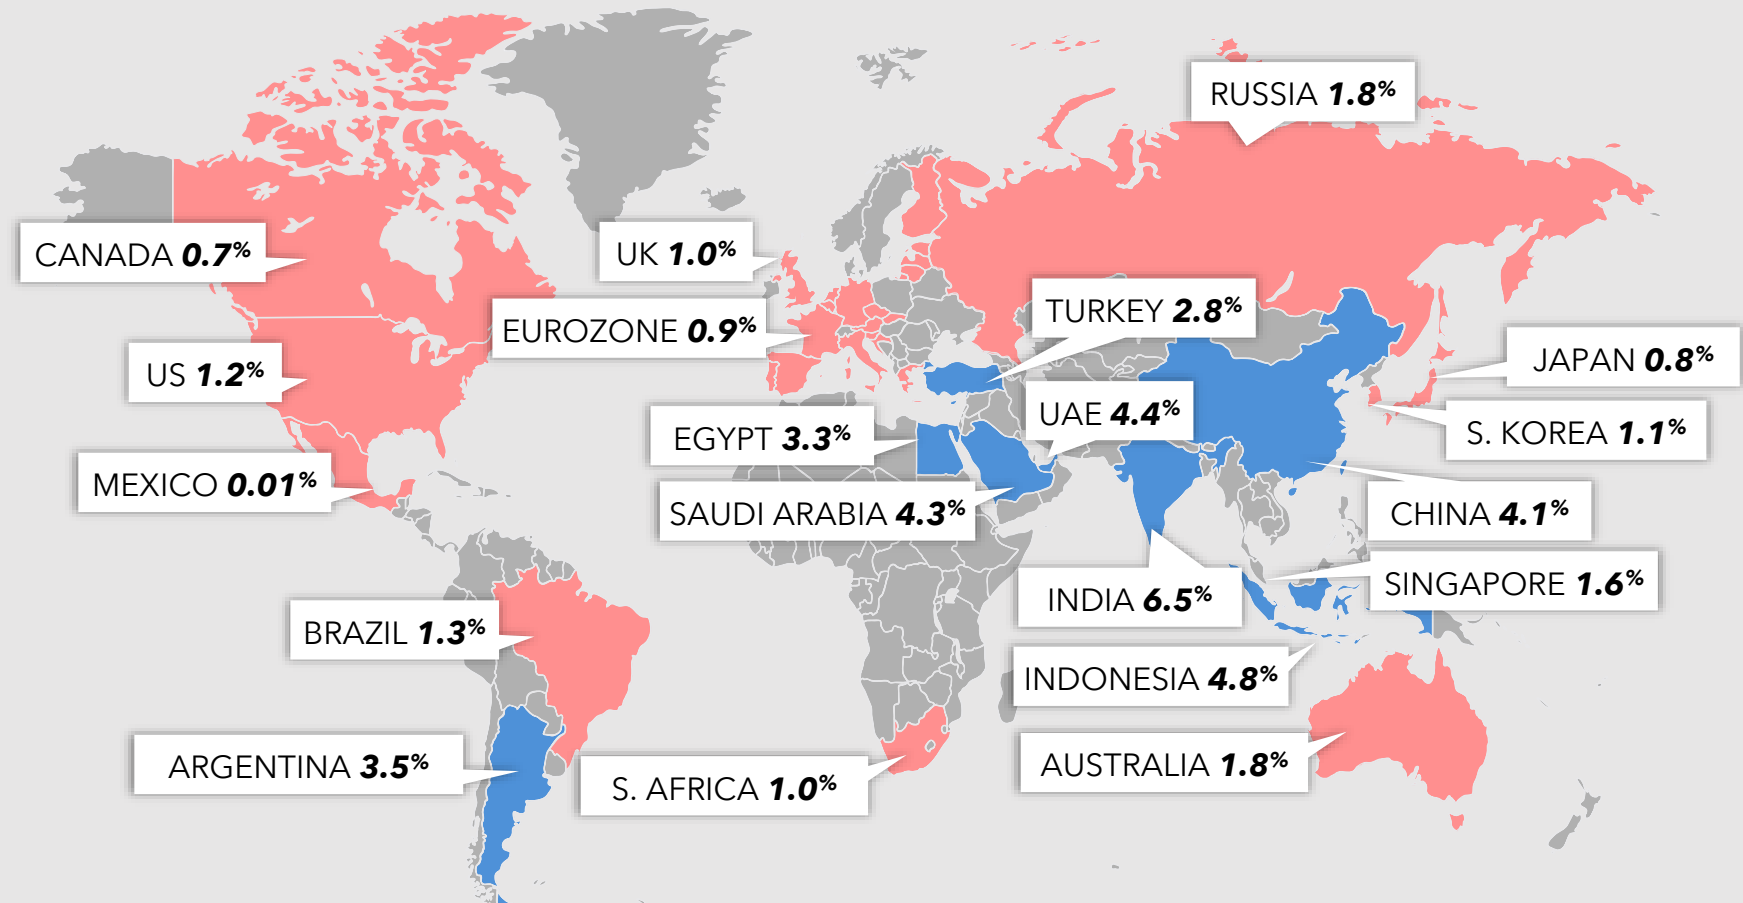 RUSSIA 1.8%
CANADA 0.7%
UK 1.0%
TURKEY 2.8%
EUROZONE 0.9%
JAPAN 0.8%
US 1.2%
UAE 4.4%
S. KOREA 1.1%
EGYPT 3.3%
MEXICO 0.01%
SAUDI ARABIA 4.3%
CHINA 4.1%
SINGAPORE 1.6%
INDIA 6.5%
BRAZIL 1.3%
INDONESIA 4.8%
AUSTRALIA 1.8%
ARGENTINA 3.5%
S. AFRICA 1.0%